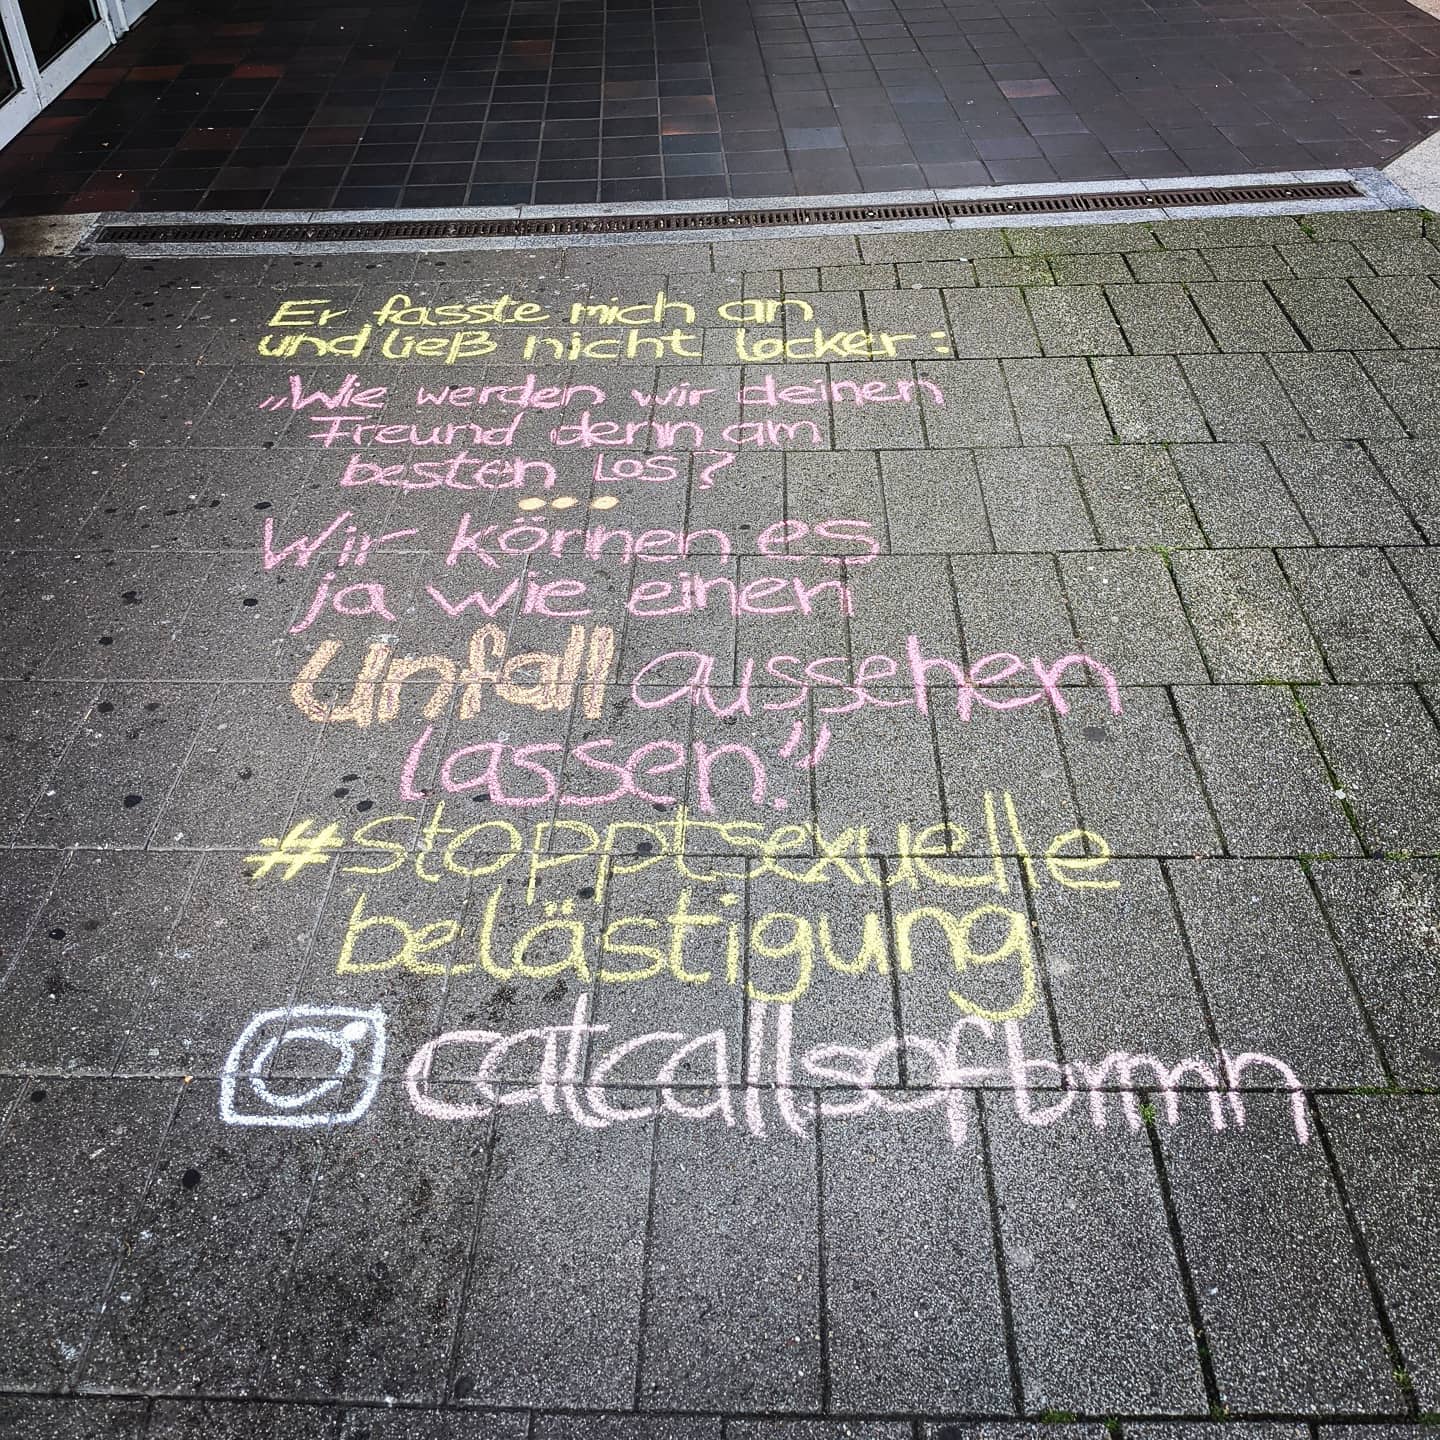 Er fasste mich an
und ließ nicht locker:
„Wie werden wir deinen
Freund denn am
besten los?
...
Wir können es
ja wie einen
Unfall aussehen
lassen."
#stopptsexuelle
belästigung
catcallsofbrmn